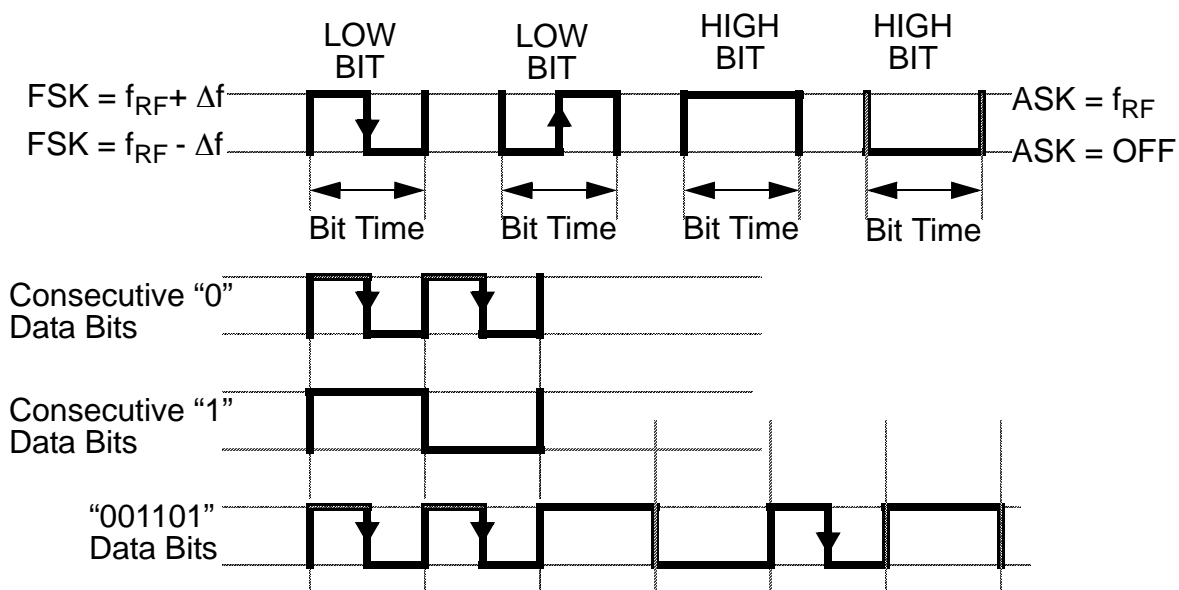 LOW
BIT
LOW
BIT
HIGH
BIT
HIGH
BIT
FSK = fRF+ Δf
ASK = fRF
FSK = fRF - Δf
ASK = OFF
Bit Time
Bit Time
Bit Time
Bit Time
Consecutive “0”
Data Bits
Consecutive “1”
Data Bits
“001101”
Data Bits